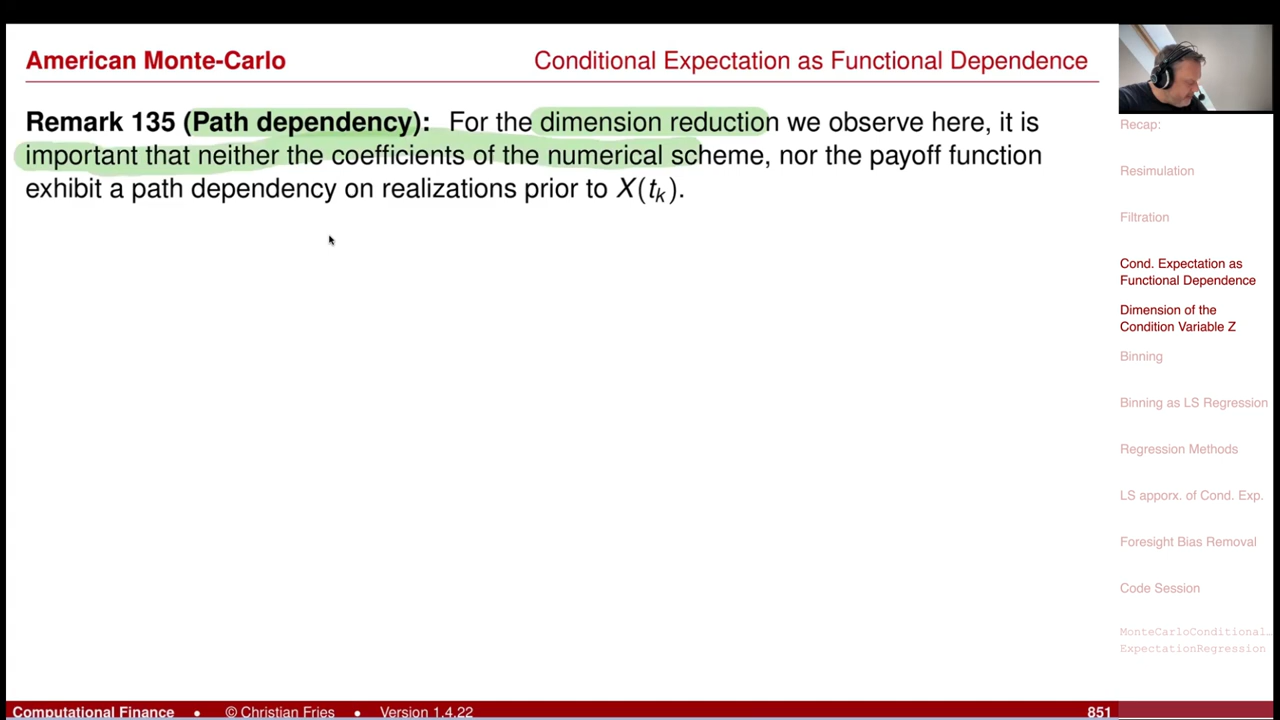 American Monte-Carlo
Conditional Expectation as Functional Dependence
Remark 135 (Path dependency): For the dimension reduction we observe here, it is
important that neither the coefficients of the numerical scheme, nor the payoff function
exhibit a path dependency on realizations prior to X(tₖ).
Recap:
Resimulation
Filtration
Cond. Expectation as
Functional Dependence
Dimension of the
Condition Variable Z
Binning
Binning as LS Regression
Regression Methods
LS apporx. of Cond. Exp.
Foresight Bias Removal
Code Session
MonteCarloConditional…
ExpectationRegression
Computational Finance • © Christian Fries • Version 1.4.22
851